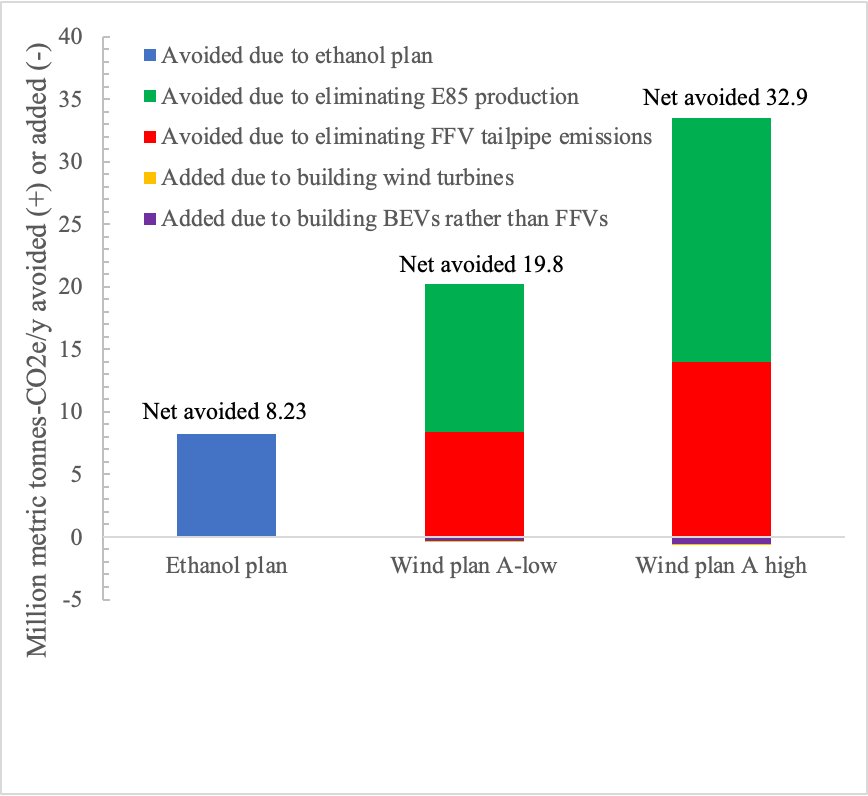 Million metric tonnes-CO2e/y avoided (+) or added (-)
40
35
30
25
20
15
10
5
0
-5
Avoided due to ethanol plan
Avoided due to eliminating E85 production
Avoided due to eliminating FFV tailpipe emissions
Added due to building wind turbines
Added due to building BEVs rather than FFVs
Net avoided 8.23
Net avoided 19.8
Net avoided 32.9
Ethanol plan
Wind plan A-low
Wind plan A high